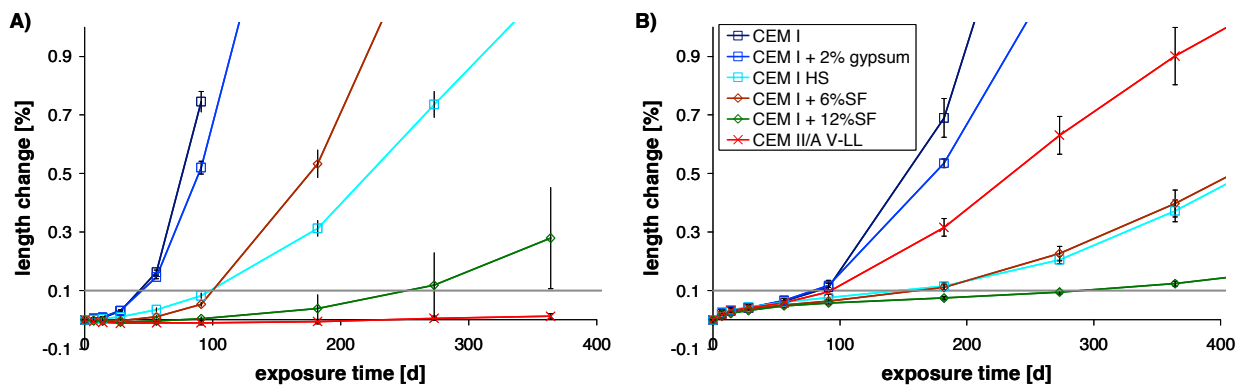 A)
0.9
0.7
0.5
0.3
0.1
-0.1
length change [%]
0
100
200
300
400
exposure time [d]
B)
CEM I
CEM I + 2% gypsum
CEM I HS
CEM I + 6%SF
CEM I + 12%SF
CEM II/A V-LL
0.9
0.7
0.5
0.3
0.1
-0.1
length change [%]
0
100
200
300
400
exposure time [d]